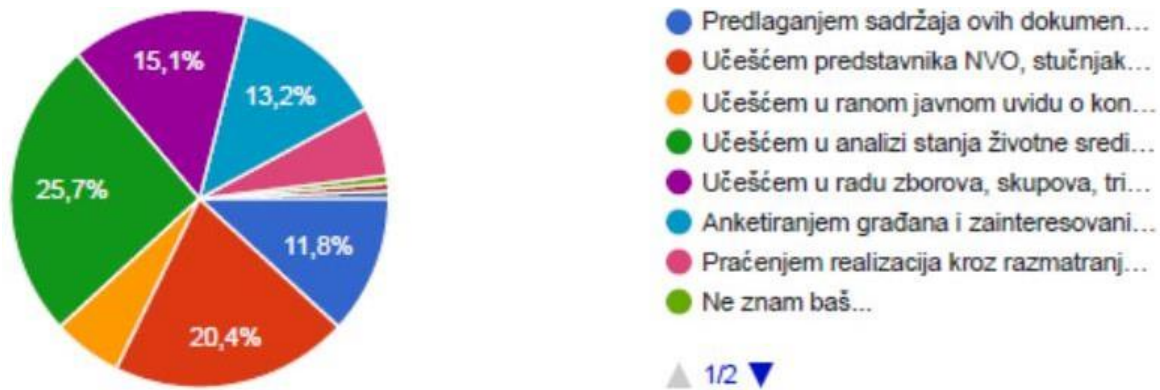 15,1%
13,2%
25,7%
11,8%
20,4%
Predlaganjem sadržaja ovih dokumen...
Učešćem predstavnika NVO, stučnjak...
Učešćem u ranom javnom uvidu o kon...
Učešćem u analizi stanja životne sredi...
Učešćem u radu zborova, skupova, tri...
Anketiranjem građana i zainteresovani...
Praćenjem realizacija kroz razmatranj...
Ne znam baš...
1/2